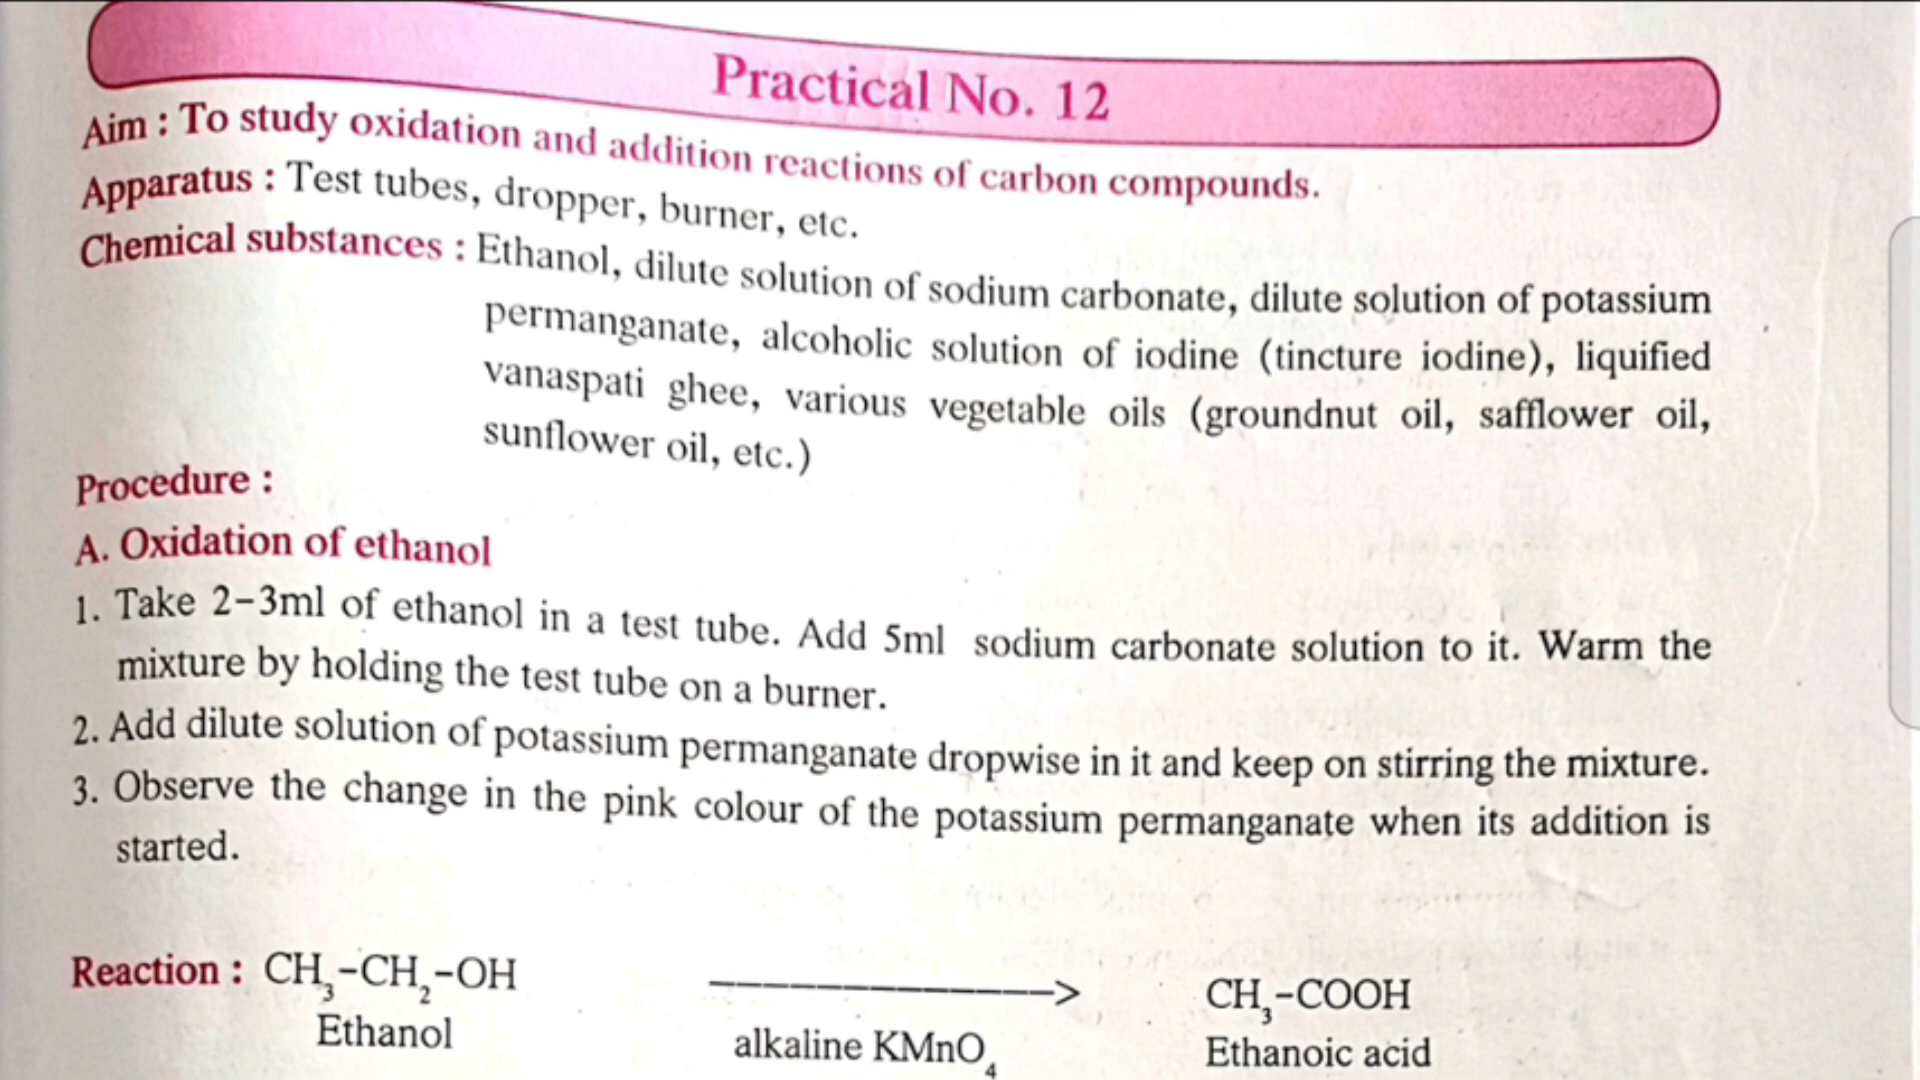 Practical No. 12
Aim : To study oxidation and addition reactions of carbon compounds.
Apparatus : Test tubes, dropper, burner, etc.
Chemical substances : Ethanol, dilute solution of sodium carbonate, dilute solution of potassium
permanganate, alcoholic solution of iodine (tincture iodine), liquified
vanaspati ghee, various vegetable oils (groundnut oil, safflower oil,
sunflower oil, etc.)
Procedure :
A. Oxidation of ethanol
1. Take 2-3ml of ethanol in a test tube. Add 5ml sodium carbonate solution to it. Warm the
mixture by holding the test tube on a burner.
2. Add dilute solution of potassium permanganate dropwise in it and keep on stirring the mixture.
3. Observe the change in the pink colour of the potassium permanganate when its addition is
started.
Reaction : CH₃-CH₂-OH -----------------> CH₃-COOH
Ethanol alkaline KMnO₄ Ethanoic acid